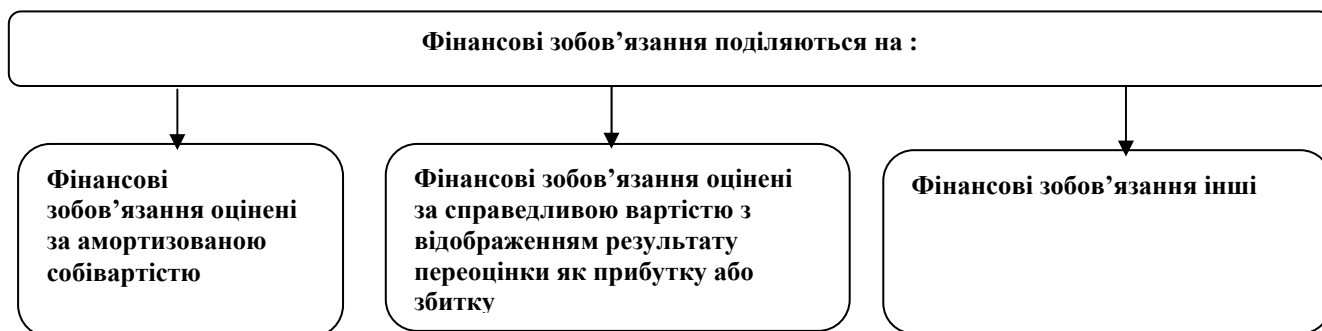 Фінансові зобов’язання поділяються на :
Фінансові
зобов’язання оцінені
за амортизованою
собівартістю
Фінансові зобов’язання оцінені
за справедливою вартістю з
відображенням результату
переоцінки як прибутку або
збитку
Фінансові зобов’язання інші